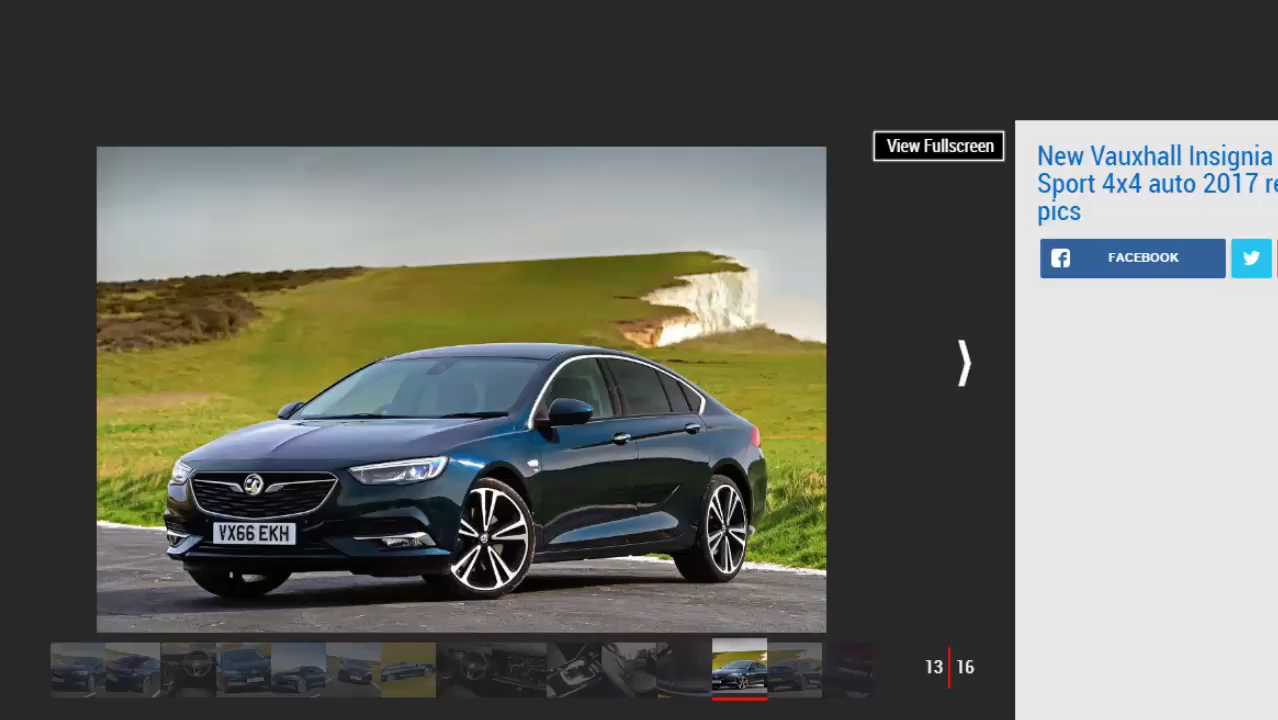 View Fullscreen
New Vauxhall Insignia
Sport 4x4 auto 2017 re
pics
FACEBOOK
VX66 EKH
13 16